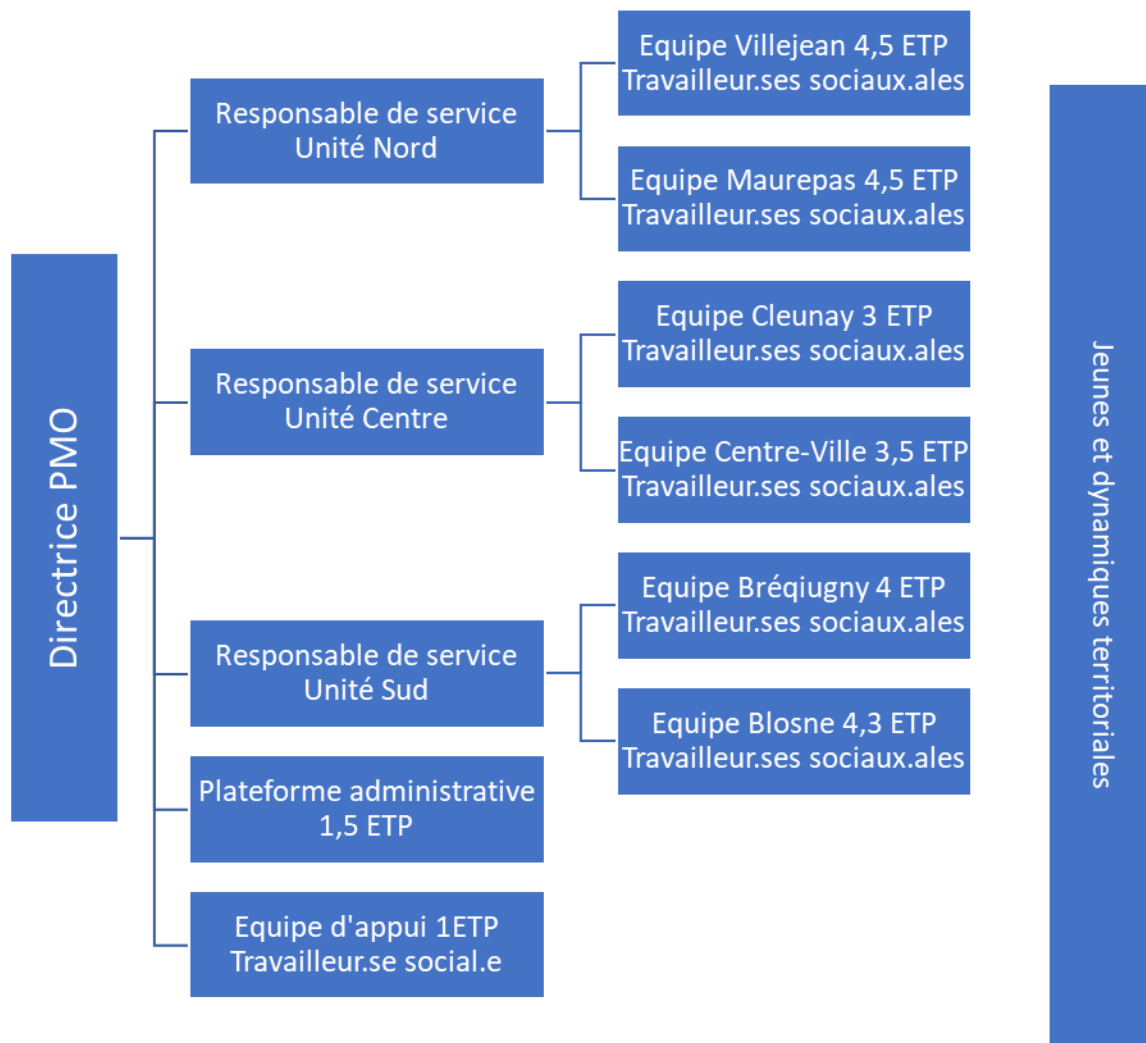 Directrice PMO
Responsable de service
Unité Nord
Equipe Villejean 4,5 ETP
Travailleur.ses sociaux.ales
Equipe Maurepas 4,5 ETP
Travailleur.ses sociaux.ales
Responsable de service
Unité Centre
Equipe Cleunay 3 ETP
Travailleur.ses sociaux.ales
Equipe Centre-Ville 3,5 ETP
Travailleur.ses sociaux.ales
Responsable de service
Unité Sud
Equipe Bréqiugny 4 ETP
Travailleur.ses sociaux.ales
Equipe Blosne 4,3 ETP
Travailleur.ses sociaux.ales
Plateforme administrative
1,5 ETP
Equipe d'appui 1ETP
Travailleur.se social.e
Jeunes et dynamiques territoriales